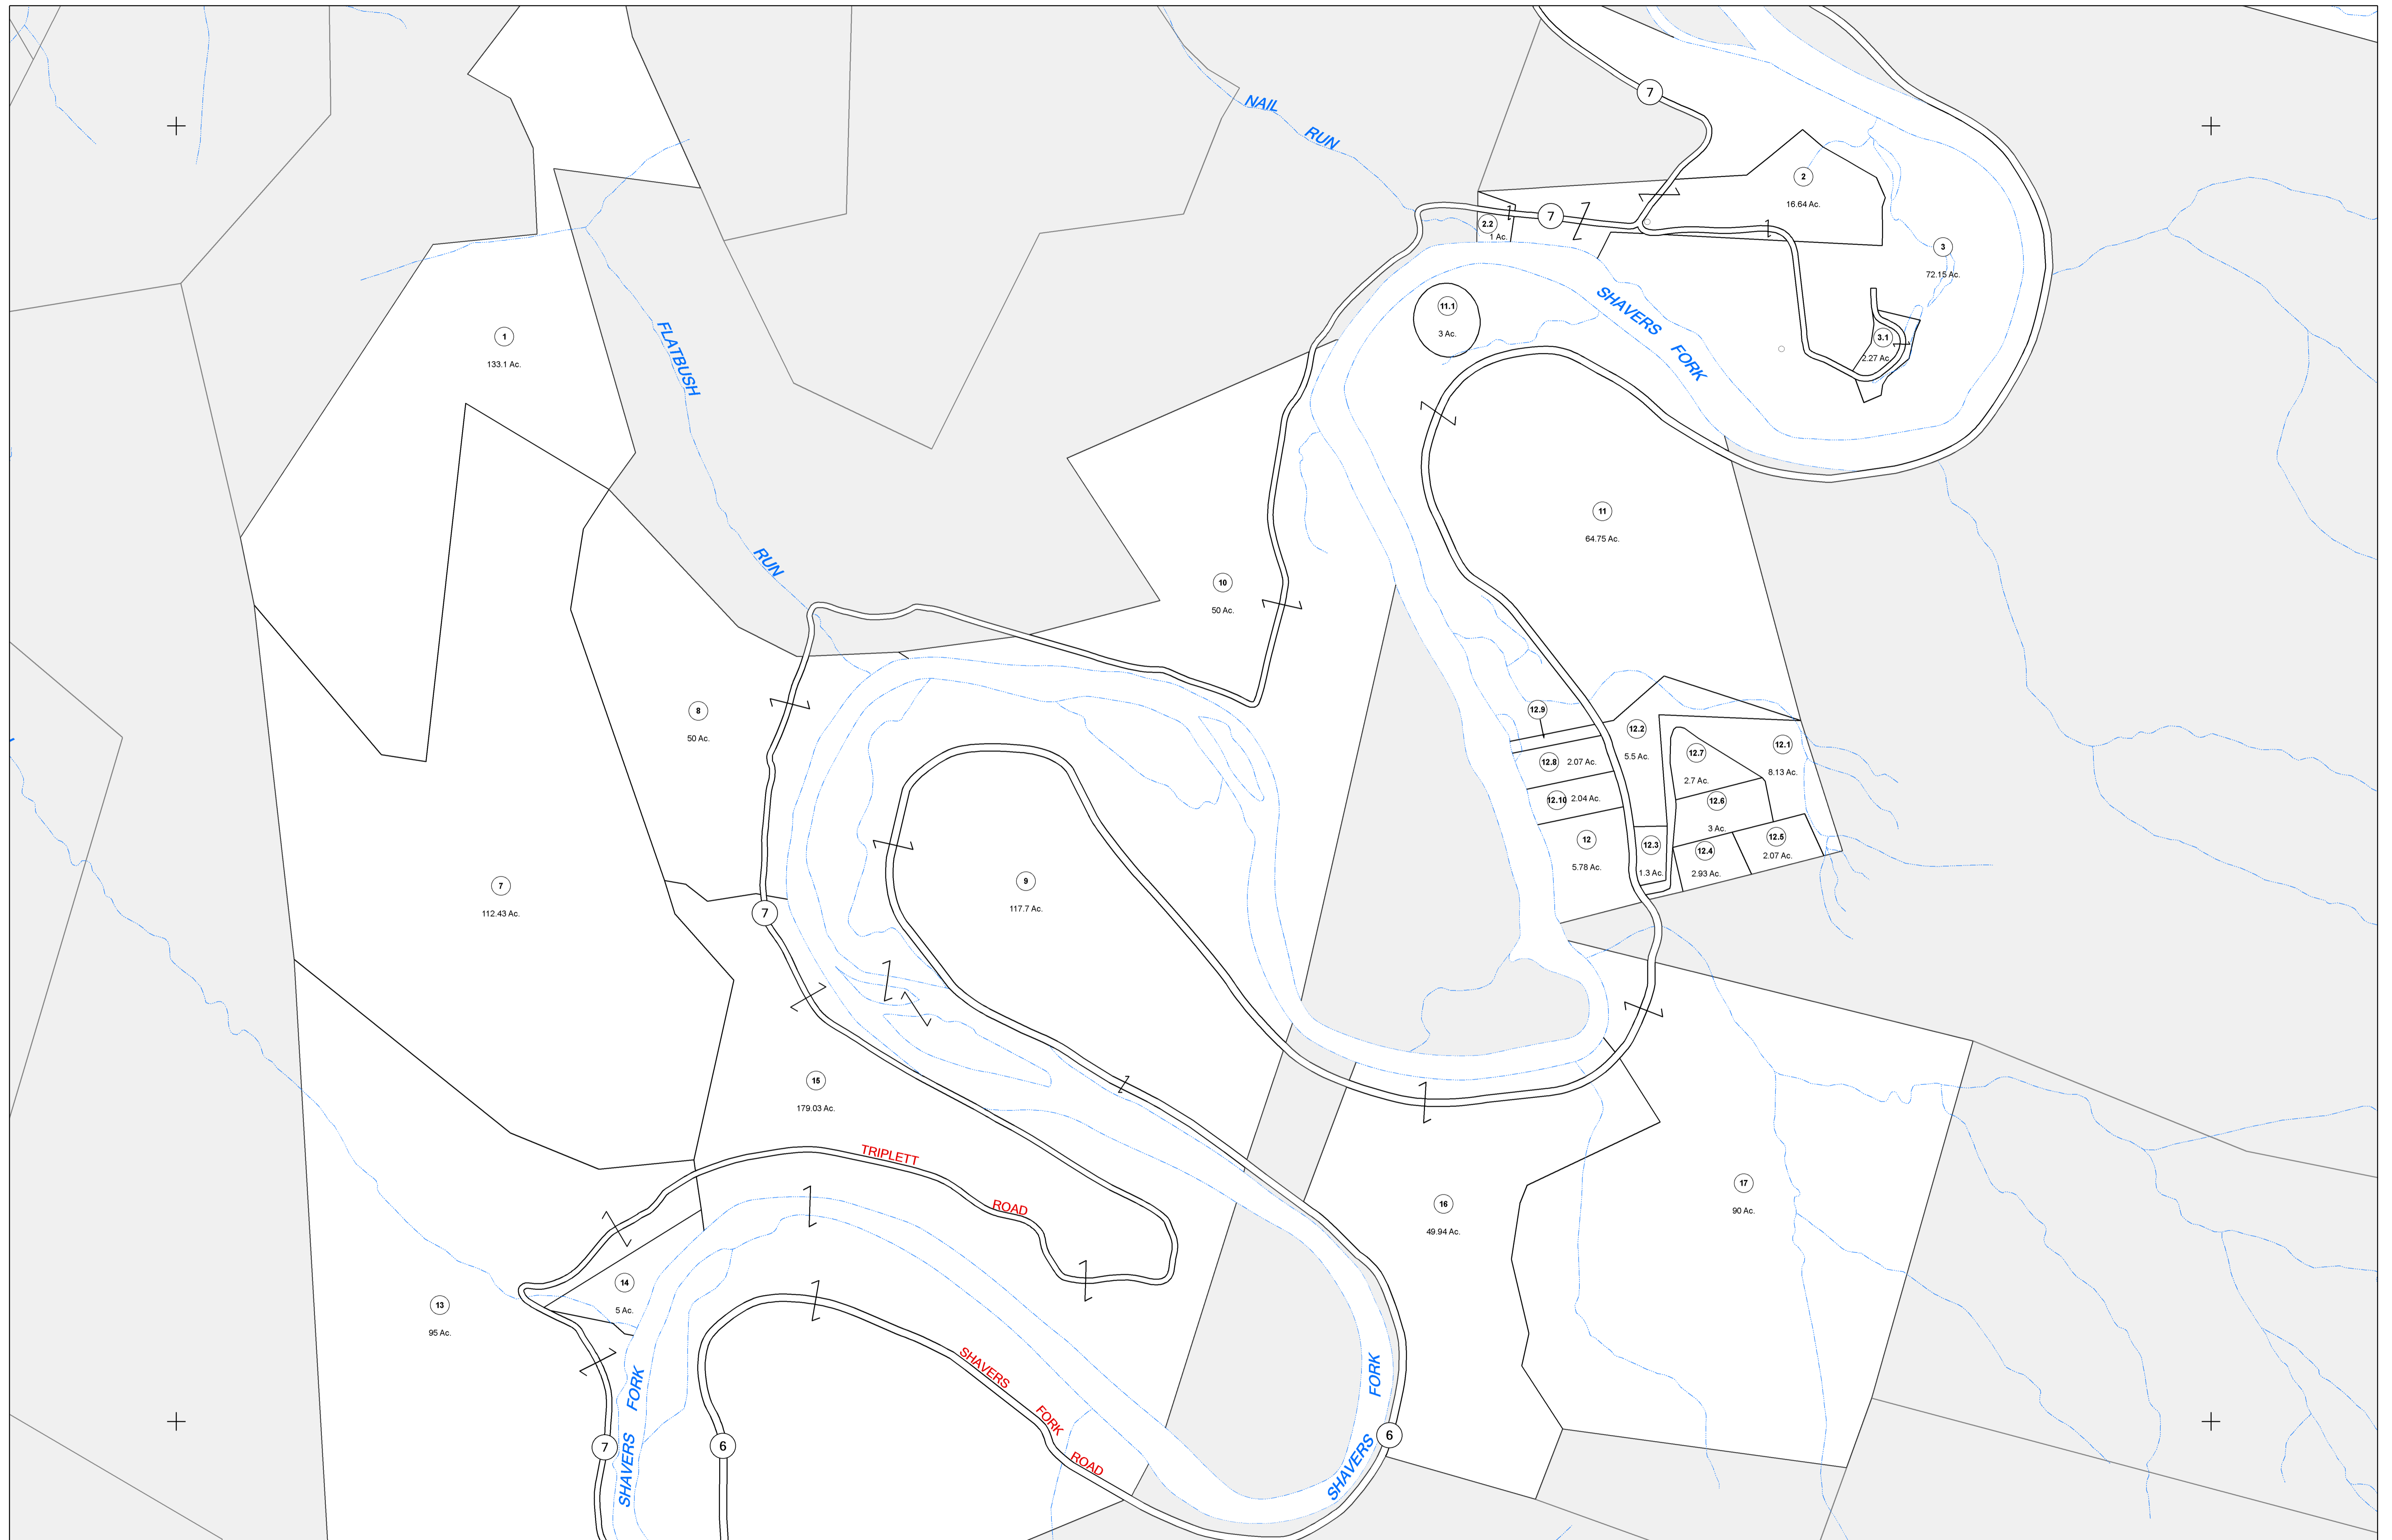 7
NAIL
RUN
2
16.64 Ac.
7
2.2
1 Ac.
3
72.15 Ac.
SHAVERS
FORK
11.1
3 Ac.
3.1
2.27 Ac.
1
133.1 Ac.
FLATBUSH
RUN
11
64.75 Ac.
10
50 Ac.
8
50 Ac.
12.9
12.2
5.5 Ac.
12.1
8.13 Ac.
12.7
2.7 Ac.
12.8
2.07 Ac.
12.10
2.04 Ac.
12.6
3 Ac.
12
5.78 Ac.
12.3
1.3 Ac.
12.4
2.93 Ac.
12.5
2.07 Ac.
7
112.43 Ac.
7
9
117.7 Ac.
15
179.03 Ac.
TRIPLETT
ROAD
16
49.94 Ac.
17
90 Ac.
14
5 Ac.
13
95 Ac.
SHAVERS
FORK
ROAD
SHAVERS
FORK
SHAVERS
FORK
7
6
6